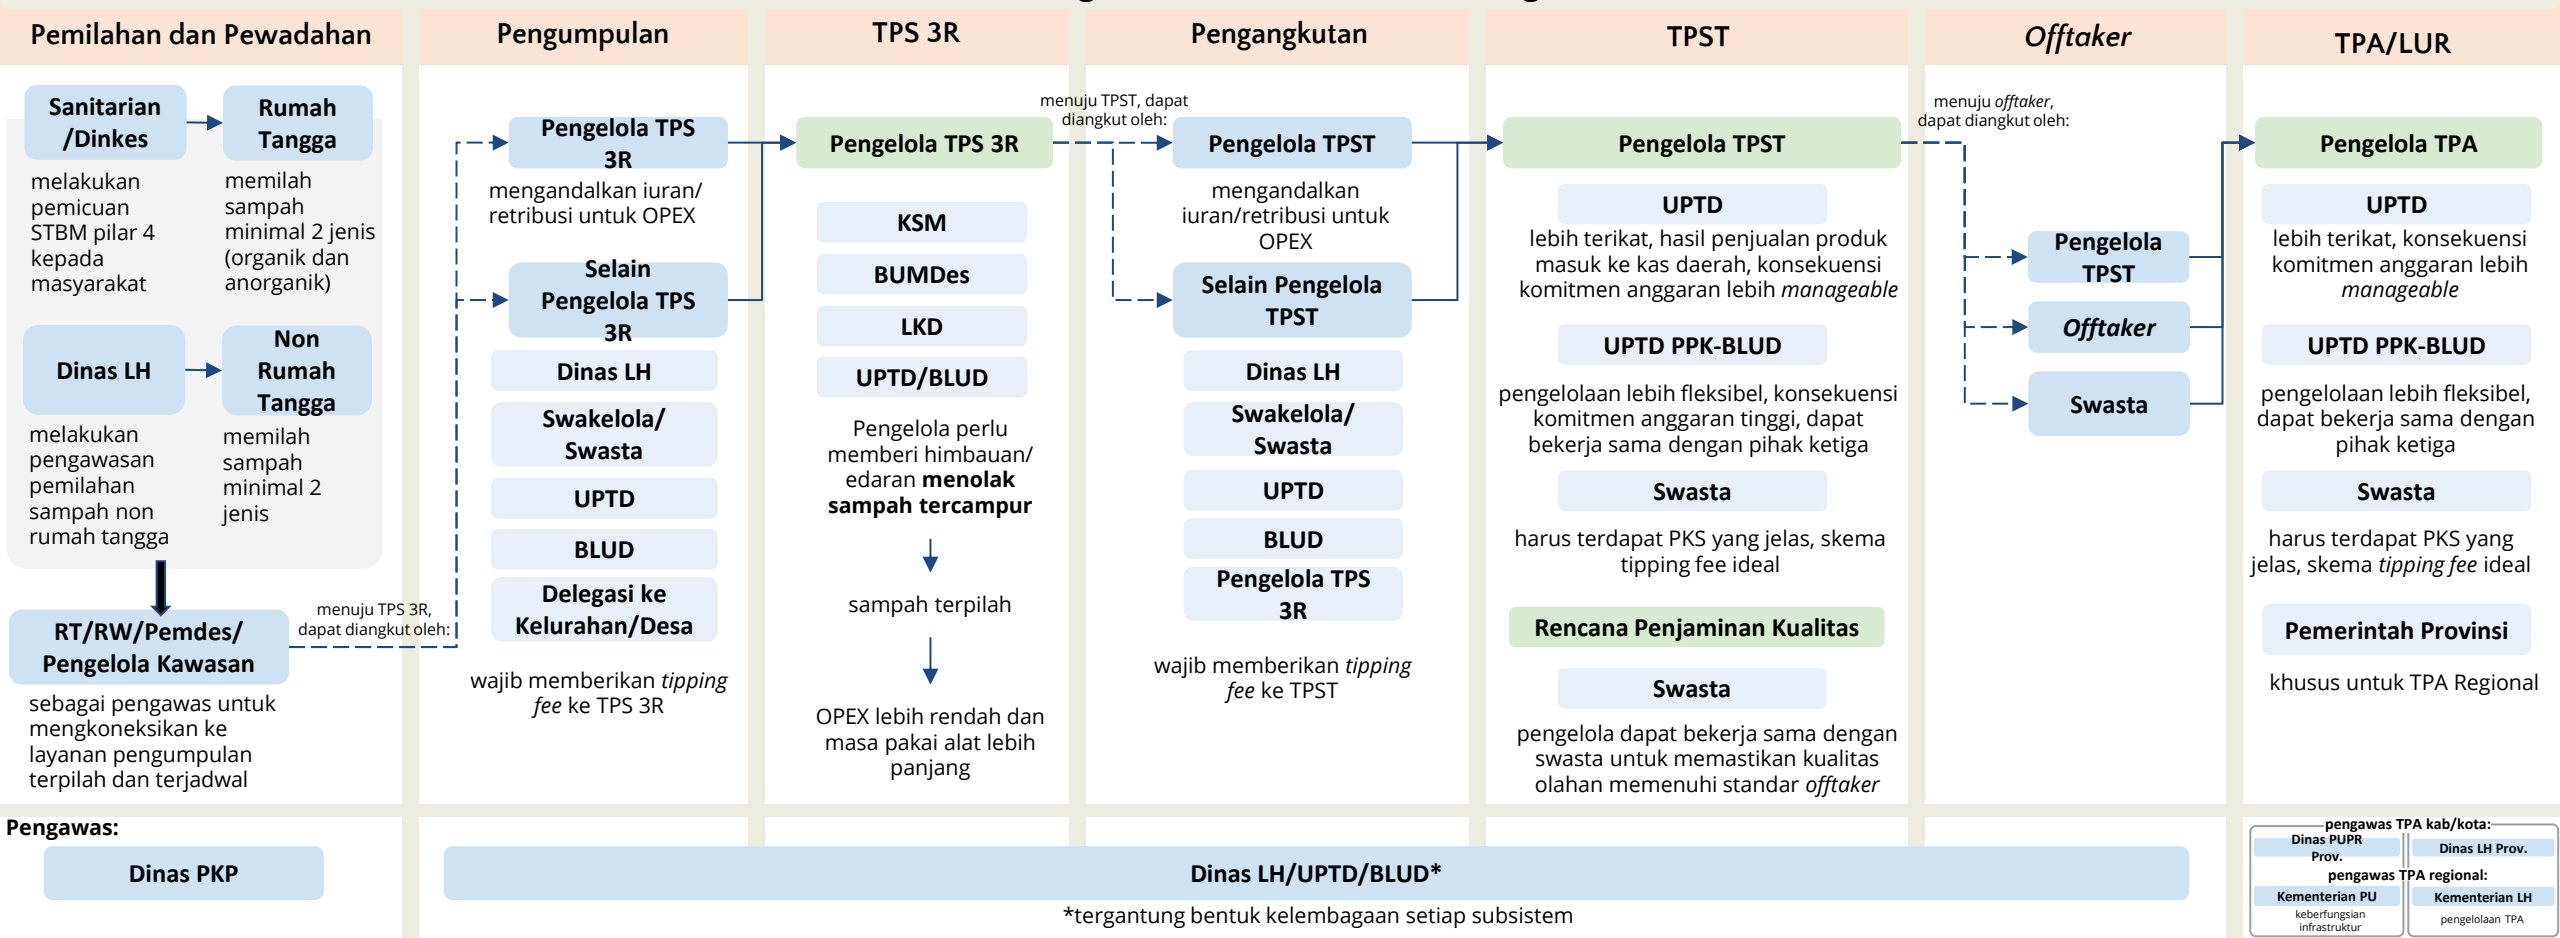 Pemilahan dan Pewadahan
Sanitarian
/Dinkes
Rumah
Tangga
melakukan
pemicuan
STBM pilar 4
kepada
masyarakat
memilah
sampah
minimal 2 jenis
(organik dan
anorganik)
Dinas LH
Non
Rumah
Tangga
melakukan
pengawasan
pemilahan
sampah non
rumah tangga
memilah
sampah
minimal 2
jenis
RT/RW/Pemdes/
Pengelola Kawasan
sebagai pengawas untuk
mengkoneksikan ke
layanan pengumpulan
terpilah dan terjadwal
menuju TPS 3R,
dapat diangkut oleh:
Pengumpulan
Pengelola TPS
3R
mengandalkan iuran/
retribusi untuk OPEX
Selain
Pengelola TPS
3R
Dinas LH
Swakelola/
Swasta
UPTD
BLUD
Delegasi ke
Kelurahan/Desa
wajib memberikan tipping
fee ke TPS 3R
TPS 3R
Pengelola TPS 3R
KSM
BUMDes
LKD
UPTD/BLUD
Pengelola perlu
memberi himbauan/
edaran menolak
sampah tercampur
sampah terpilah
OPEX lebih rendah dan
masa pakai alat lebih
panjang
menuju TPST, dapat
diangkut oleh:
Pengangkutan
Pengelola TPST
mengandalkan
iuran/retribusi untuk
OPEX
Selain Pengelola
TPST
Dinas LH
Swakelola/
Swasta
UPTD
BLUD
Pengelola TPS
3R
wajib memberikan tipping
fee ke TPST
TPST
Pengelola TPST
UPTD
lebih terikat, hasil penjualan produk
masuk ke kas daerah, konsekuensi
komitmen anggaran lebih manageable
UPTD PPK-BLUD
pengelolaan lebih fleksibel, konsekuensi
komitmen anggaran tinggi, dapat
bekerja sama dengan pihak ketiga
Swasta
harus terdapat PKS yang jelas, skema
tipping fee ideal
Rencana Penjaminan Kualitas
Swasta
pengelola dapat bekerja sama dengan
swasta untuk memastikan kualitas
olahan memenuhi standar offtaker
Offtaker
menuju offtaker,
dapat diangkut oleh:
Pengelola
TPST
Offtaker
Swasta
TPA/LUR
Pengelola TPA
UPTD
lebih terikat, konsekuensi
komitmen anggaran lebih
manageable
UPTD PPK-BLUD
pengelolaan lebih fleksibel,
dapat bekerja sama dengan
pihak ketiga
Swasta
harus terdapat PKS yang
jelas, skema tipping fee ideal
Pemerintah Provinsi
khusus untuk TPA Regional
Pengawas:
Dinas PKP
Dinas LH/UPTD/BLUD*
*tergantung bentuk kelembagaan setiap subsistem
pengawas TPA kab/kota:
Dinas PUPR
Prov.
Dinas LH Prov.
pengawas TPA regional:
Kementerian PU
Kementerian LH
keberfungsian
infrastruktur
pengelolaan TPA